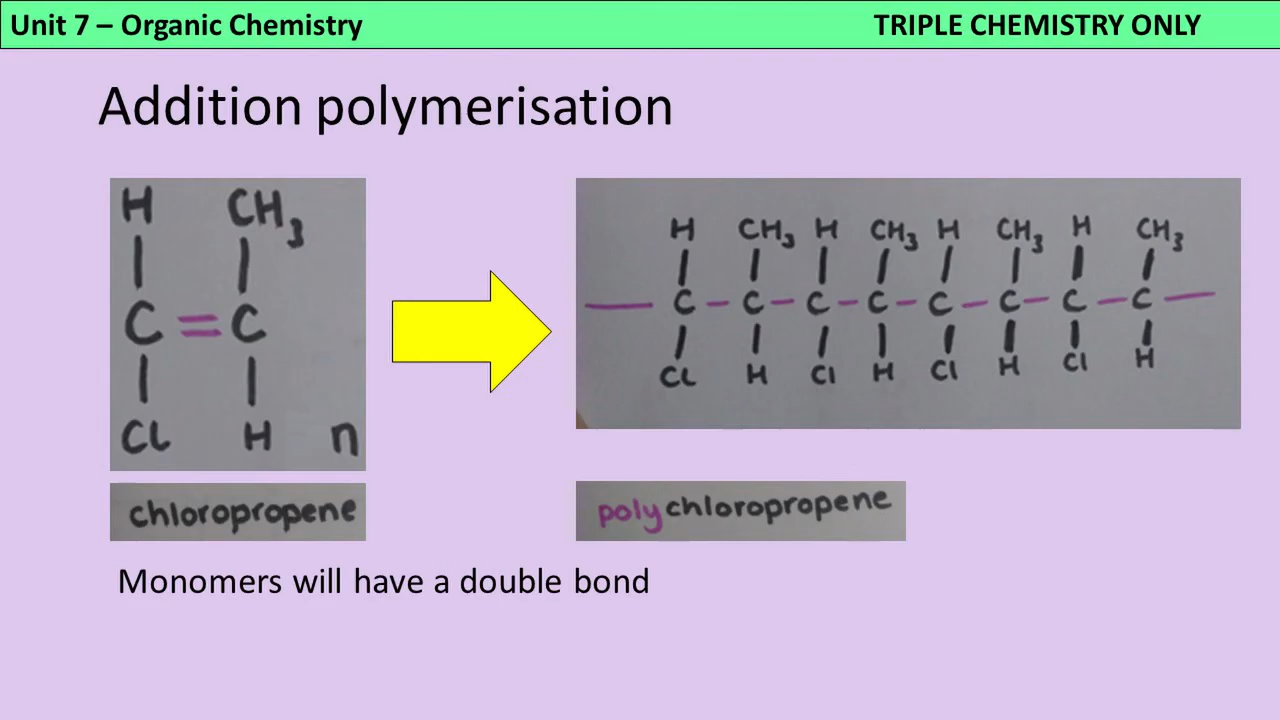 Unit 7 – Organic Chemistry
TRIPLE CHEMISTRY ONLY
Addition polymerisation
H CH3
C = C
Cl H n
H CH3 H CH3 H CH3 H CH3
C – C – C – C – C – C – C – C
Cl H Cl H Cl H Cl H
chloropropene
polychloropropene
Monomers will have a double bond